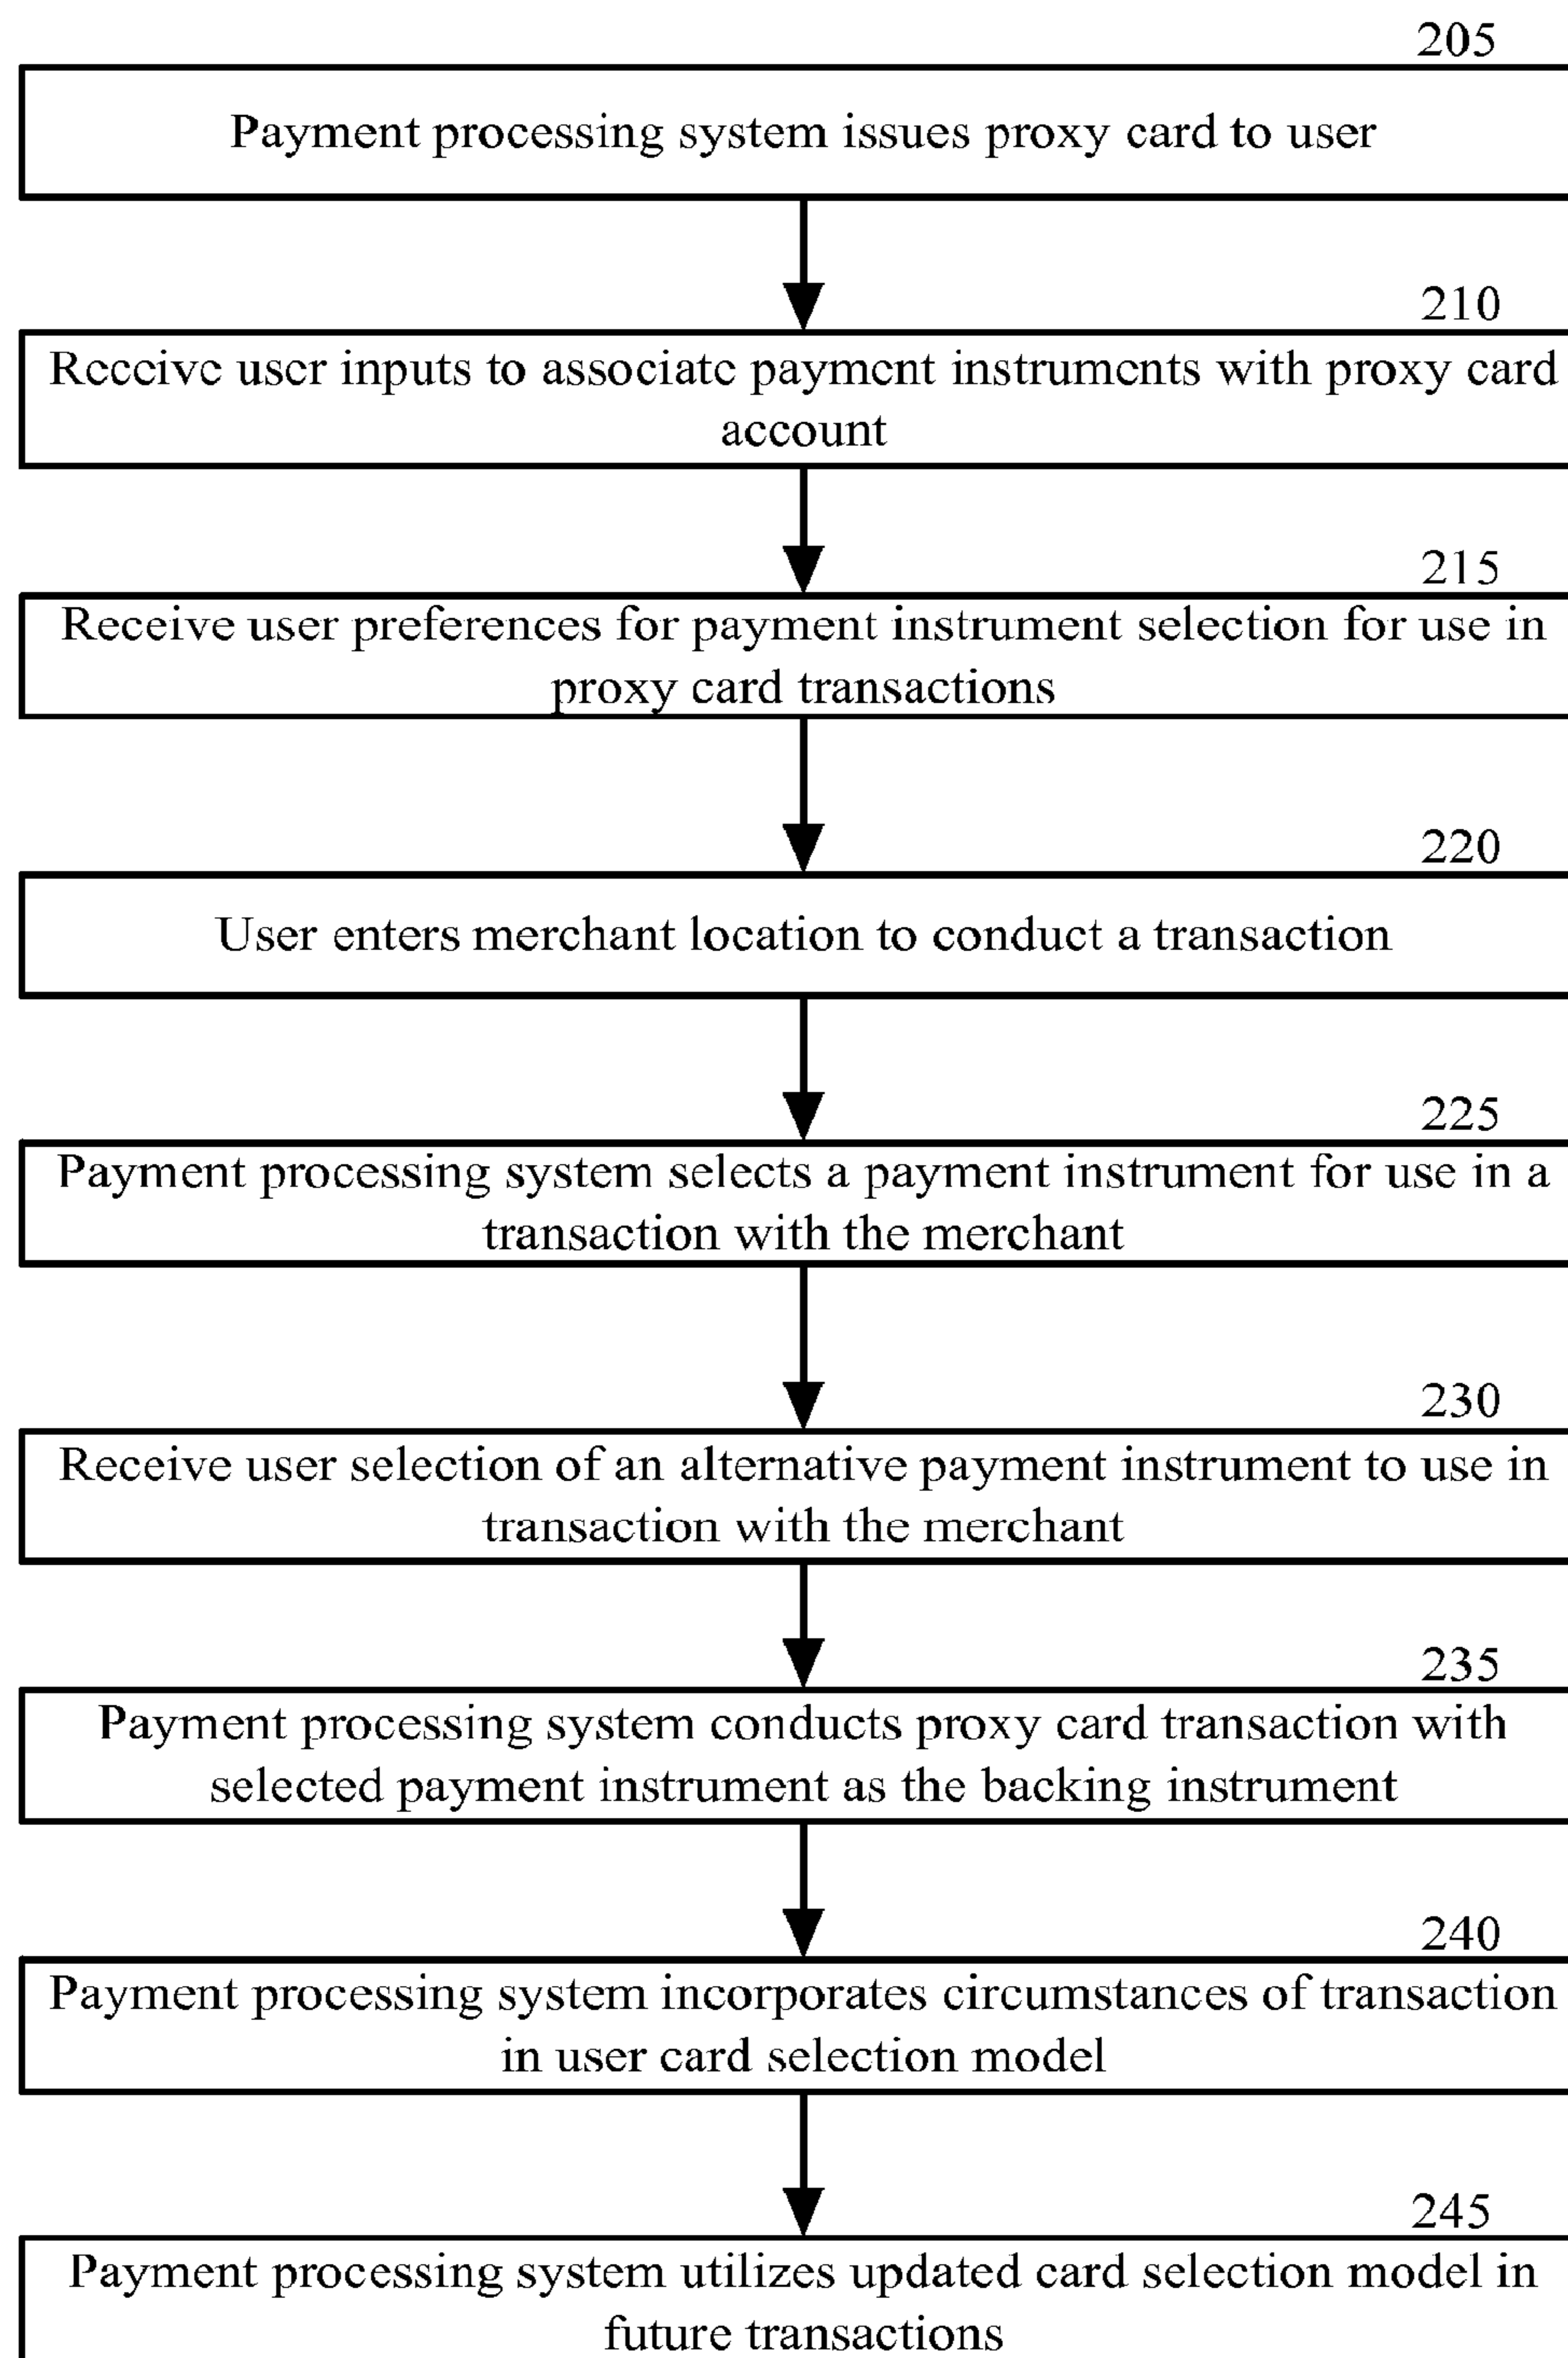 205
Payment processing system issues proxy card to user
210
Receive user inputs to associate payment instruments with proxy card
account
215
Receive user preferences for payment instrument selection for use in
proxy card transactions
220
User enters merchant location to conduct a transaction
225
Payment processing system selects a payment instrument for use in a
transaction with the merchant
230
Receive user selection of an alternative payment instrument to use in
transaction with the merchant
235
Payment processing system conducts proxy card transaction with
selected payment instrument as the backing instrument
240
Payment processing system incorporates circumstances of transaction
in user card selection model
245
Payment processing system utilizes updated card selection model in
future transactions